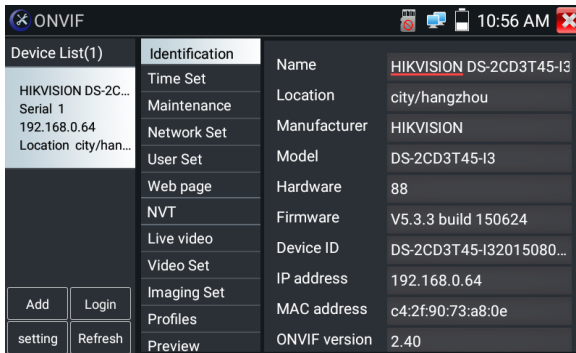 ONVIF
10:56 AM
Device List(1)
HIKVISION DS-2C...
Serial 1
192.168.0.64
Location city/han...
Add
Login
setting
Refresh
Identification
Time Set
Maintenance
Network Set
User Set
Web page
NVT
Live video
Video Set
Imaging Set
Profiles
Preview
Name HIKVISION DS-2CD3T45-I3
Location city/hangzhou
Manufacturer HIKVISION
Model DS-2CD3T45-I3
Hardware 88
Firmware V5.3.3 build 150624
Device ID DS-2CD3T45-I32015080...
IP address 192.168.0.64
MAC address c4:2f:90:73:a8:0e
ONVIF version 2.40